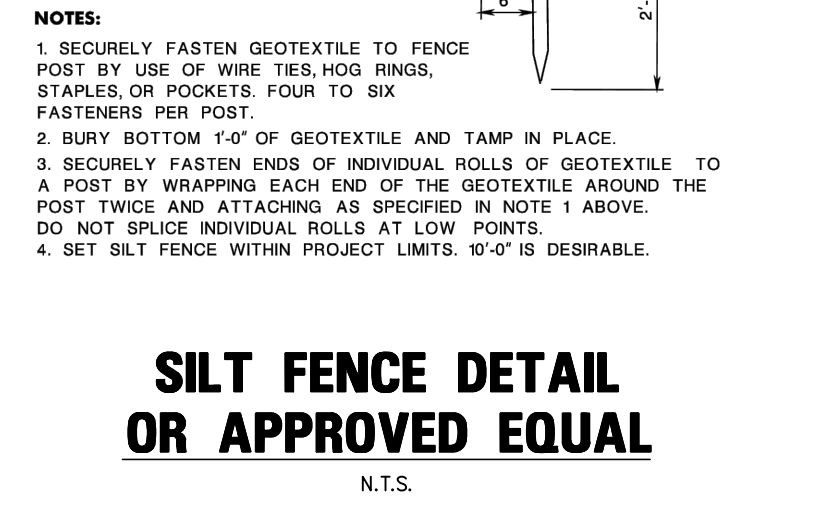 NOTES:
1. SECURELY FASTEN GEOTEXTILE TO FENCE
POST BY USE OF WIRE TIES, HOG RINGS,
STAPLES, OR POCKETS. FOUR TO SIX
FASTENERS PER POST.
2. BURY BOTTOM 1'-0" OF GEOTEXTILE AND TAMP IN PLACE.
3. SECURELY FASTEN ENDS OF INDIVIDUAL ROLLS OF GEOTEXTILE TO
A POST BY WRAPPING EACH END OF THE GEOTEXTILE AROUND THE
POST TWICE AND ATTACHING AS SPECIFIED IN NOTE 1 ABOVE.
DO NOT SPLICE INDIVIDUAL ROLLS AT LOW POINTS.
4. SET SILT FENCE WITHIN PROJECT LIMITS. 10'-0" IS DESIRABLE.
SILT FENCE DETAIL
OR APPROVED EQUAL
N.T.S.